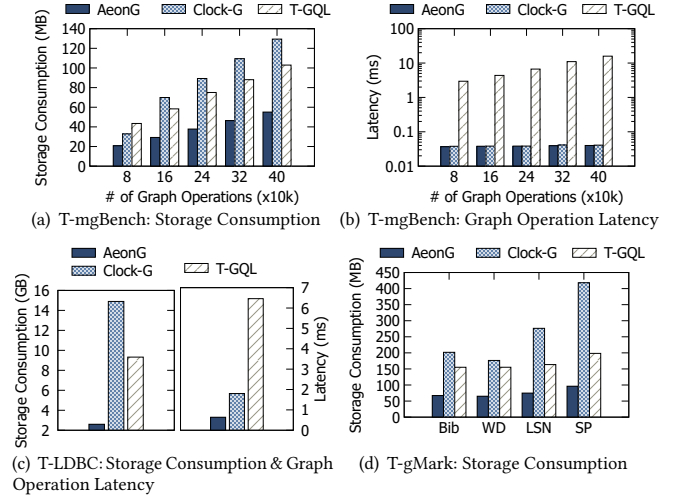 AeonG Clock-G T-GQL
Storage Consumption (MB)
140
120
100
80
60
40
20
0
8 16 24 32 40
# of Graph Operations (x10k)
(a) T-mgBench: Storage Consumption
AeonG Clock-G T-GQL
Latency (ms)
100
10
1
0.1
0.01
8 16 24 32 40
# of Graph Operations (x10k)
(b) T-mgBench: Graph Operation Latency
AeonG
Clock-G T-GQL
Storage Consumption (GB)
16
14
12
10
8
6
4
2
7
6
5
4
3
2
1
0
Latency (ms)
(c) T-LDBC: Storage Consumption & Graph
Operation Latency
AeonG Clock-G T-GQL
Storage Consumption (MB)
450
400
350
300
250
200
150
100
50
0
Bib WD LSN SP
(d) T-gMark: Storage Consumption